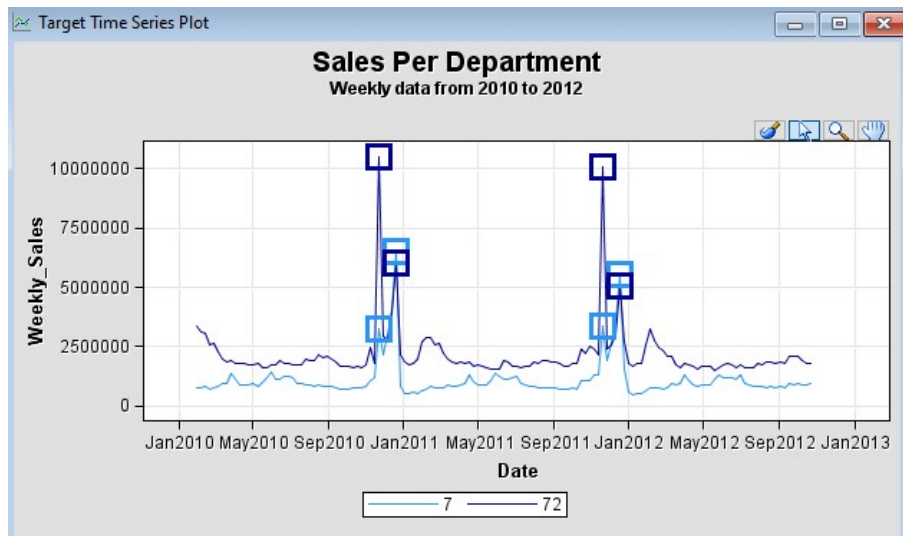 Target Time Series Plot
Sales Per Department
Weekly data from 2010 to 2012
10000000
7500000
5000000
2500000
0
Weekly_Sales
Jan2010 May2010 Sep2010 Jan2011 May2011 Sep2011 Jan2012 May2012 Sep2012 Jan2013
Date
7 72